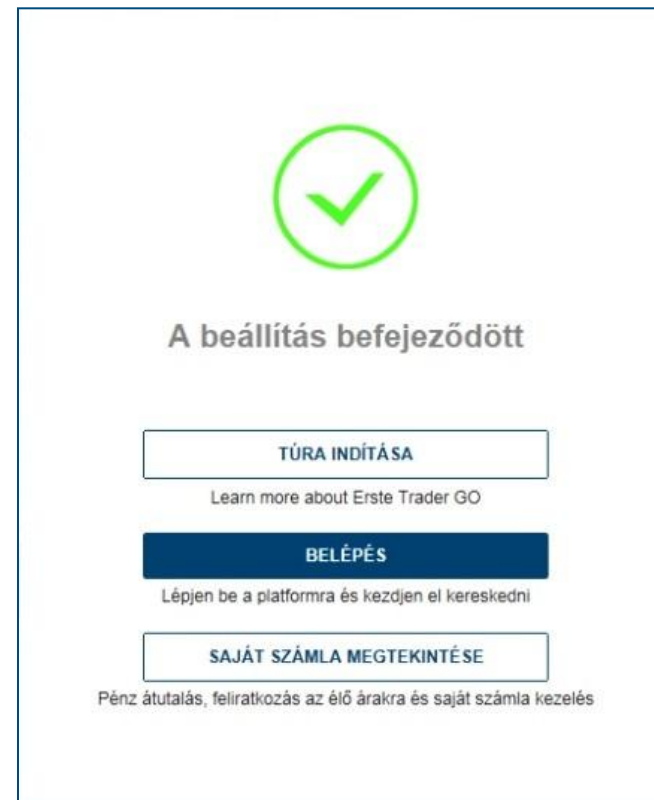 A beállítás befejeződött
TÚRA INDÍTÁSA
Learn more about Erste Trader GO
BELÉPÉS
Lépjen be a platformra és kezdjen el kereskedni
SAJÁT SZÁMLA MEGTEKINTÉSE
Pénz átutalás, feliratkozás az élő árakra és saját számla kezelés